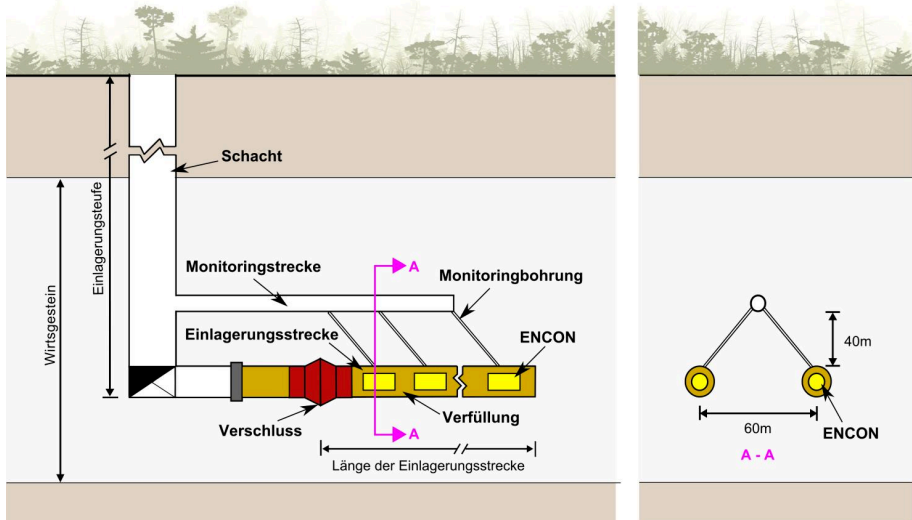 Schacht
Einlagerungsteufe
Wirtsgestein
Monitoringstrecke
A
Monitoringbohrung
Einlagerungsstrecke
ENCON
Verschluss
A
Verfüllung
Länge der Einlagerungsstrecke
40m
60m
ENCON
A - A